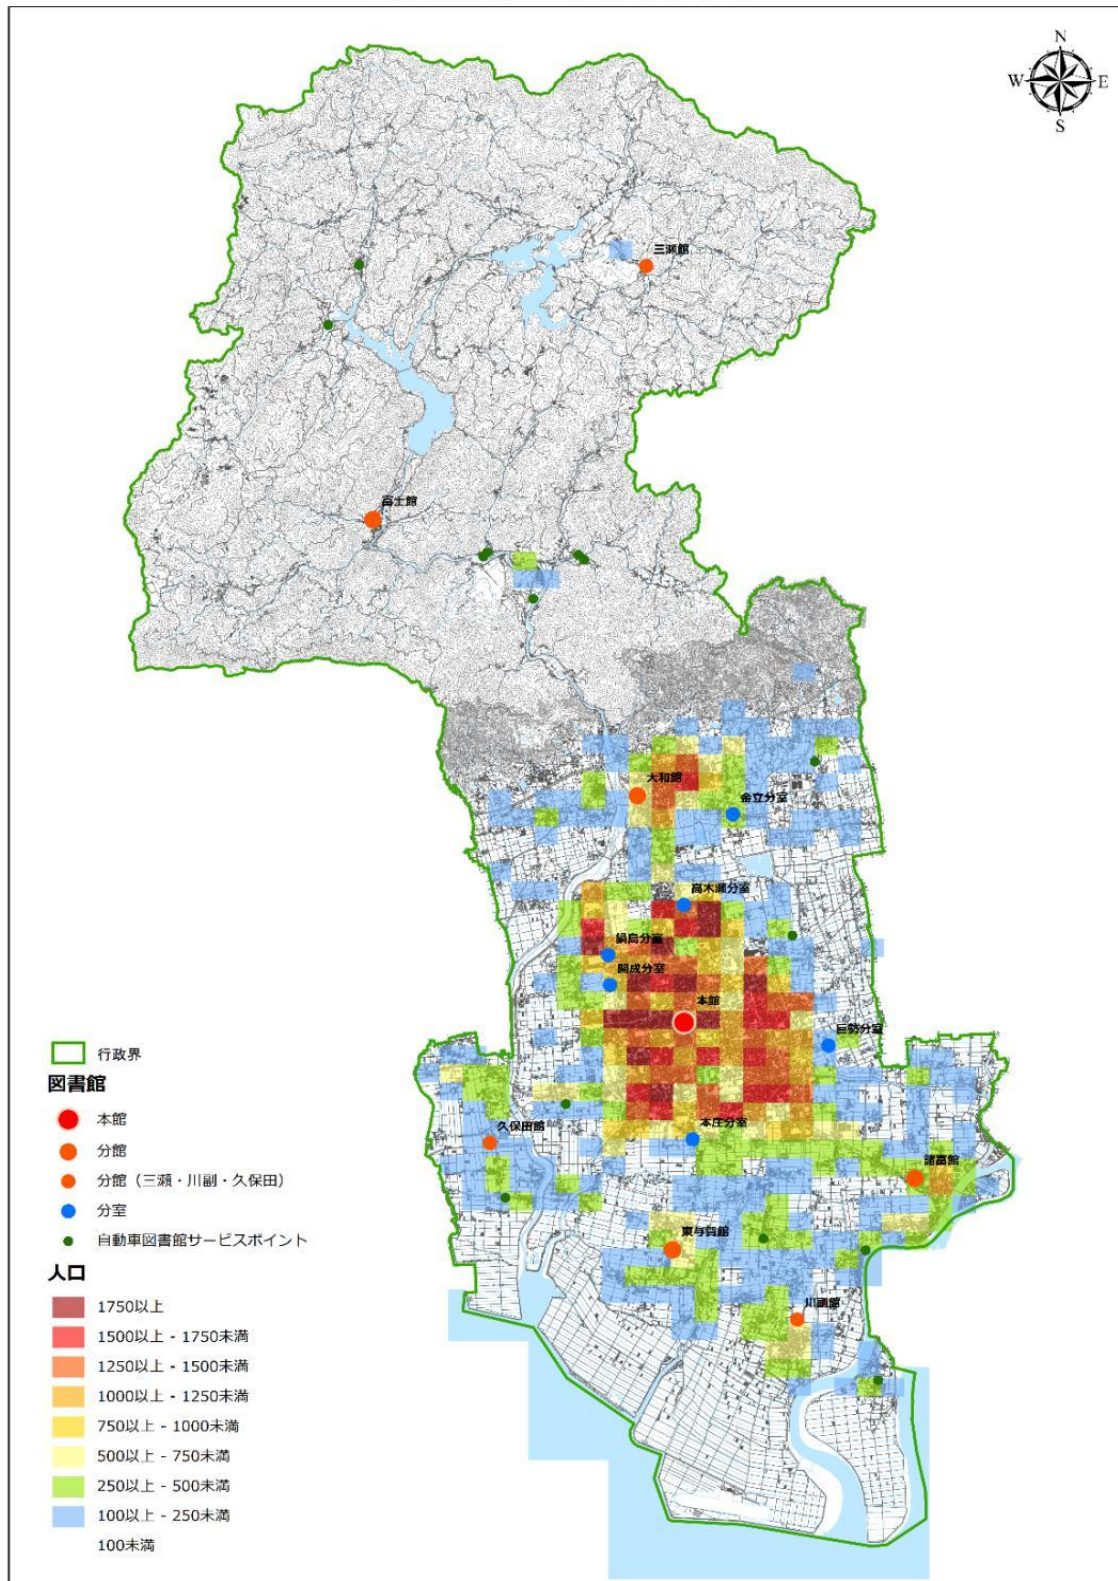 N
W E
S
三瀬館
富士館
大和館
金立分室
高木瀬分室
鍋島分室
開成分室
本館
巨勢分室
本庄分室
久保田館
諸富館
東与賀館
川副館
行政界
図書館
本館
分館
分館（三瀬・川副・久保田）
分室
自動車図書館サービスポイント
人口
1750以上
1500以上 - 1750未満
1250以上 - 1500未満
1000以上 - 1250未満
750以上 - 1000未満
500以上 - 750未満
250以上 - 500未満
100以上 - 250未満
100未満